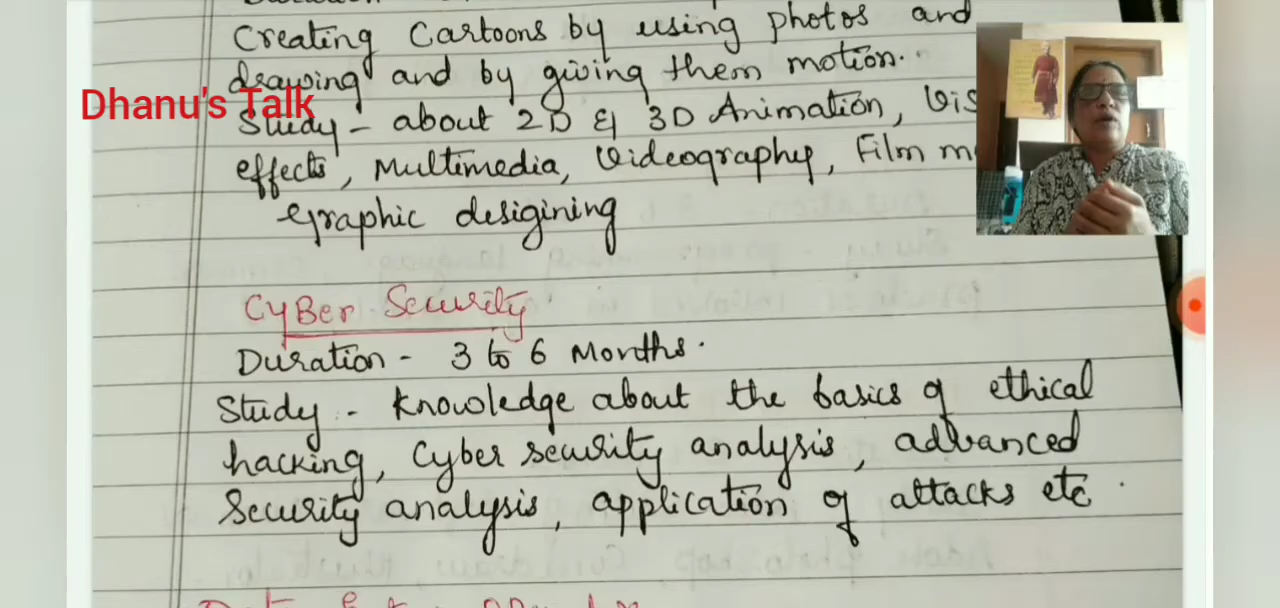 Creating Cartoons by using photos and
drawing and by giving them motion..
Dhanu's Talk
Study - about 2D & 3D Animation, Vis
effects, Multimedia, Videography, Film m
Graphic desigining
Cyber Security
Duration - 3 to 6 Months.
Study - Knowledge about the basics of ethical
hacking, Cyber security analysis, advanced
Security analysis, application of attacks etc.